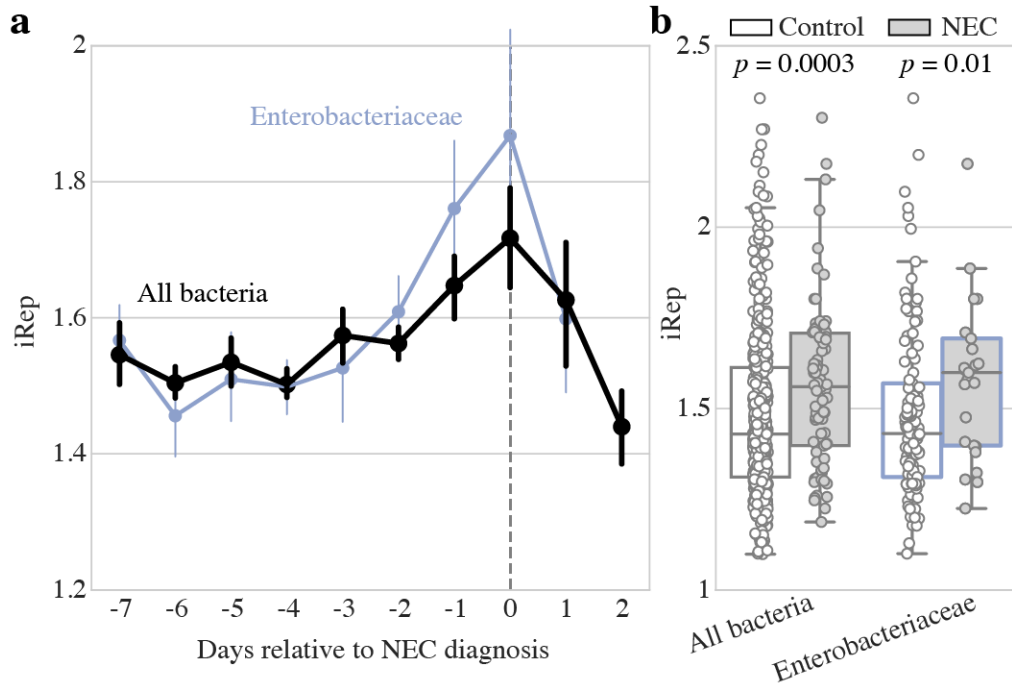 a
2
1.8
1.6
1.4
1.2
iRep
Enterobacteriaceae
All bacteria
-7 -6 -5 -4 -3 -2 -1 0 1 2
Days relative to NEC diagnosis
b
Control NEC
p = 0.0003 p = 0.01
2.5
2
1.5
1
iRep
All bacteria
Enterobacteriaceae